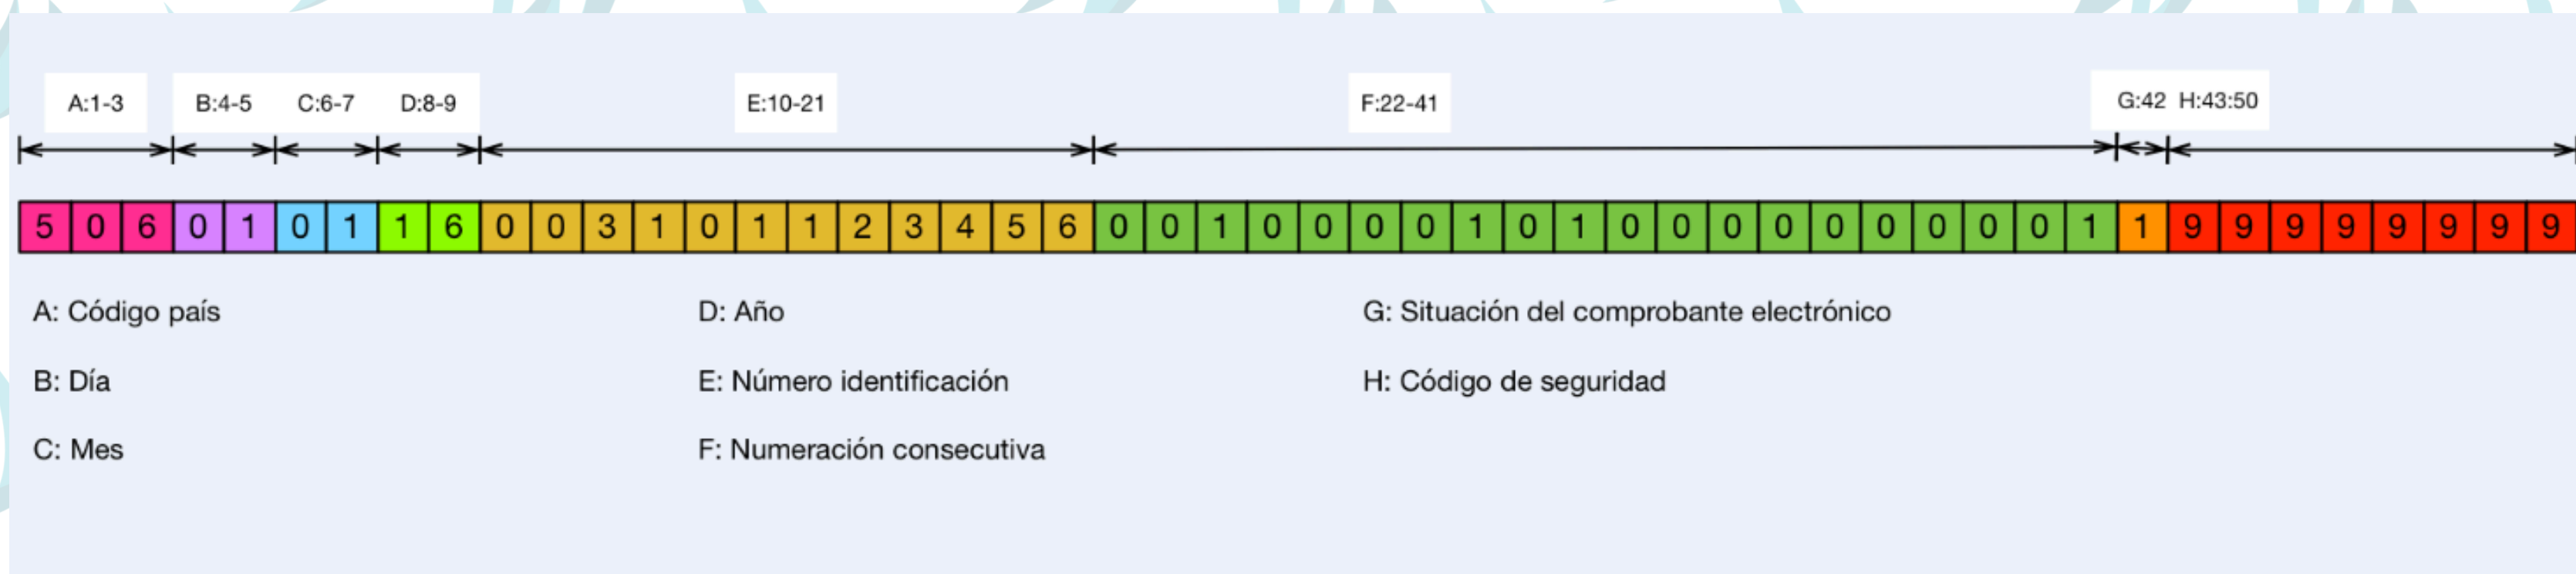 A:1-3 B:4-5 C:6-7 D:8-9 E:10-21 F:22-41 G:42 H:43:50
5 0 6 0 1 0 1 1 6 0 0 3 1 0 1 1 2 3 4 5 6 0 0 1 0 0 0 0 1 0 1 0 0 0 0 0 0 0 0 0 1 1 9 9 9 9 9 9 9 9
A: Código país D: Año G: Situación del comprobante electrónico
B: Día E: Número identificación H: Código de seguridad
C: Mes F: Numeración consecutiva